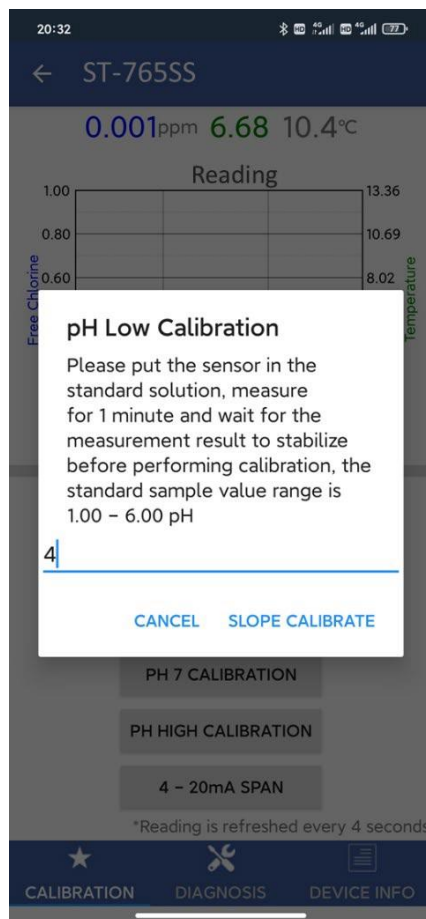 20:32
HD 4G HD 4G 77
← ST-765SS
0.001ppm 6.68 10.4℃
Reading
1.00 13.36
0.80 10.69
0.60 8.02
Free Chlorine
Temperature
pH Low Calibration
Please put the sensor in the
standard solution, measure
for 1 minute and wait for the
measurement result to stabilize
before performing calibration, the
standard sample value range is
1.00 – 6.00 pH
4
CANCEL SLOPE CALIBRATE
PH 7 CALIBRATION
PH HIGH CALIBRATION
4 – 20mA SPAN
*Reading is refreshed every 4 seconds
CALIBRATION DIAGNOSIS DEVICE INFO